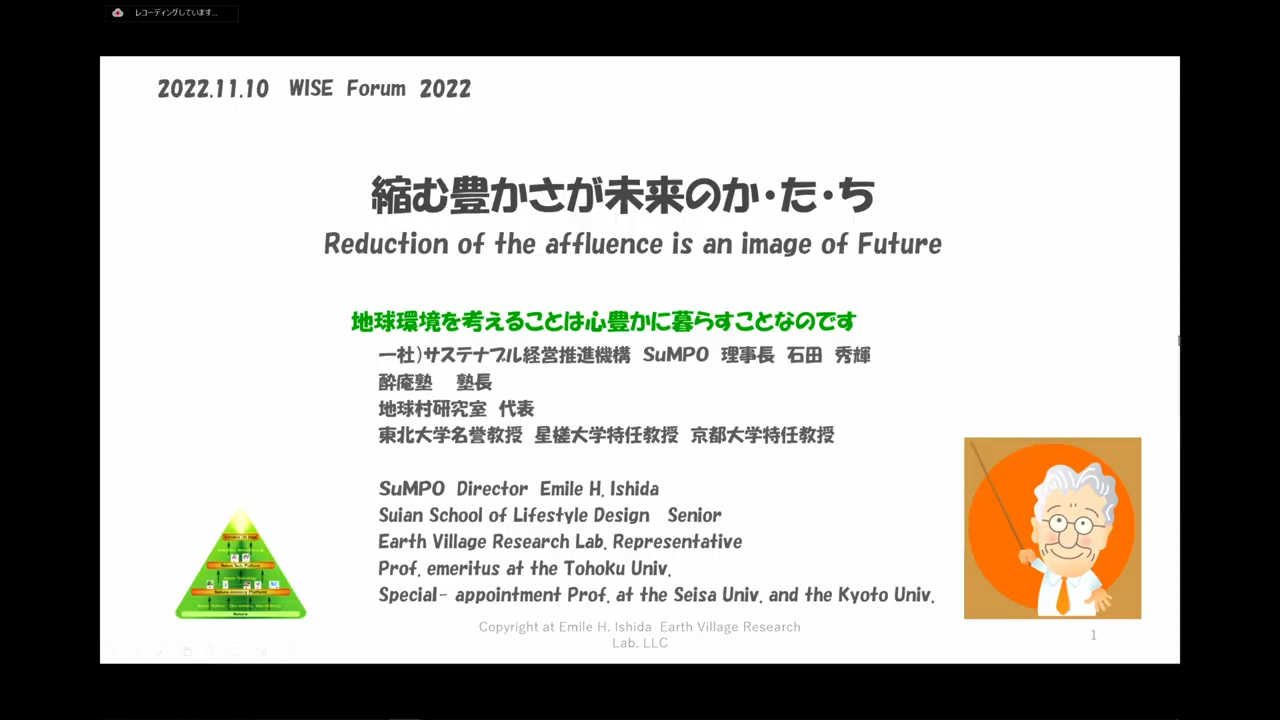 レコーディングしています...
2022.11.10 WISE Forum 2022
縮む豊かさが未来のか・た・ち
Reduction of the affluence is an image of Future
地球環境を考えることは心豊かに暮らすことなのです
一社)サステナブル経営推進機構 SuMPO 理事長 石田 秀輝
酔庵塾 塾長
地球村研究室 代表
東北大学名誉教授 星槎大学特任教授 京都大学特任教授
SuMPO Director Emile H. Ishida
Suian School of Lifestyle Design Senior
Earth Village Research Lab. Representative
Prof. emeritus at the Tohoku Univ.
Special- appointment Prof. at the Seisa Univ. and the Kyoto Univ.
Copyright at Emile H. Ishida Earth Village Research
Lab. LLC
1